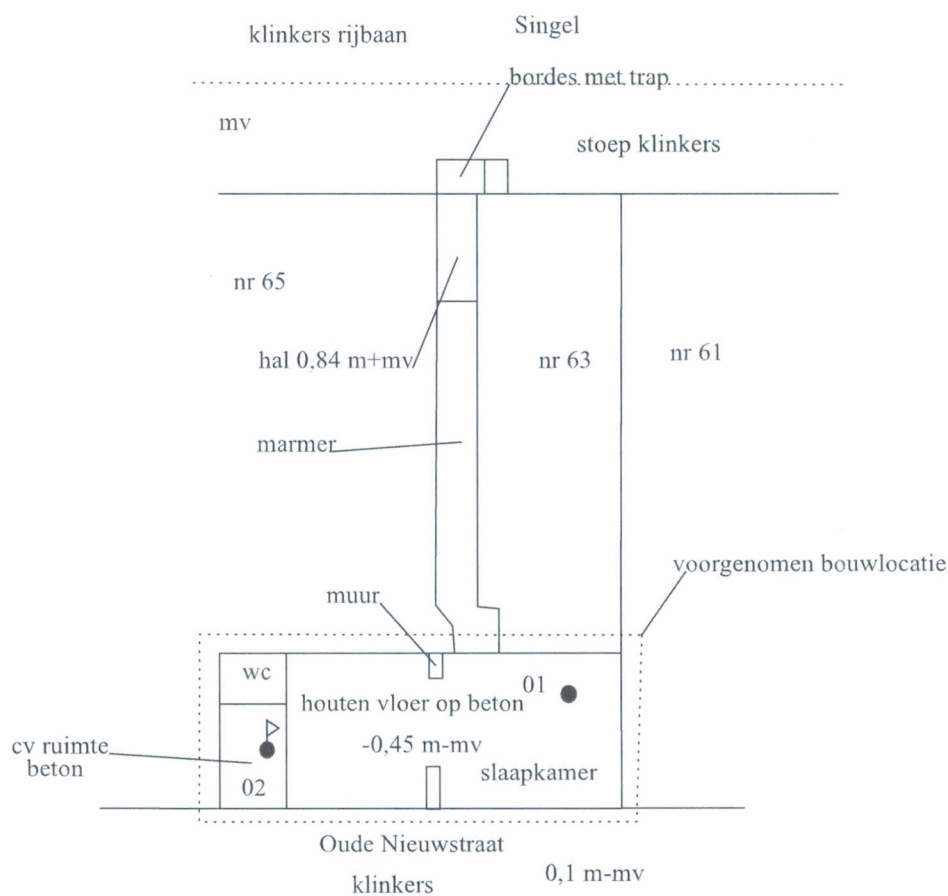 Singel
klinkers rijbaan
bordes met trap
mv
stoep klinkers
nr 65
hal 0,84 m+mv
nr 63
nr 61
marmer
voorgenomen bouwlocatie
muur
wc
01
houten vloer op beton
-0,45 m-mv
cv ruimte
beton
slaapkamer
02
Oude Nieuwstraat
0,1 m-mv
klinkers